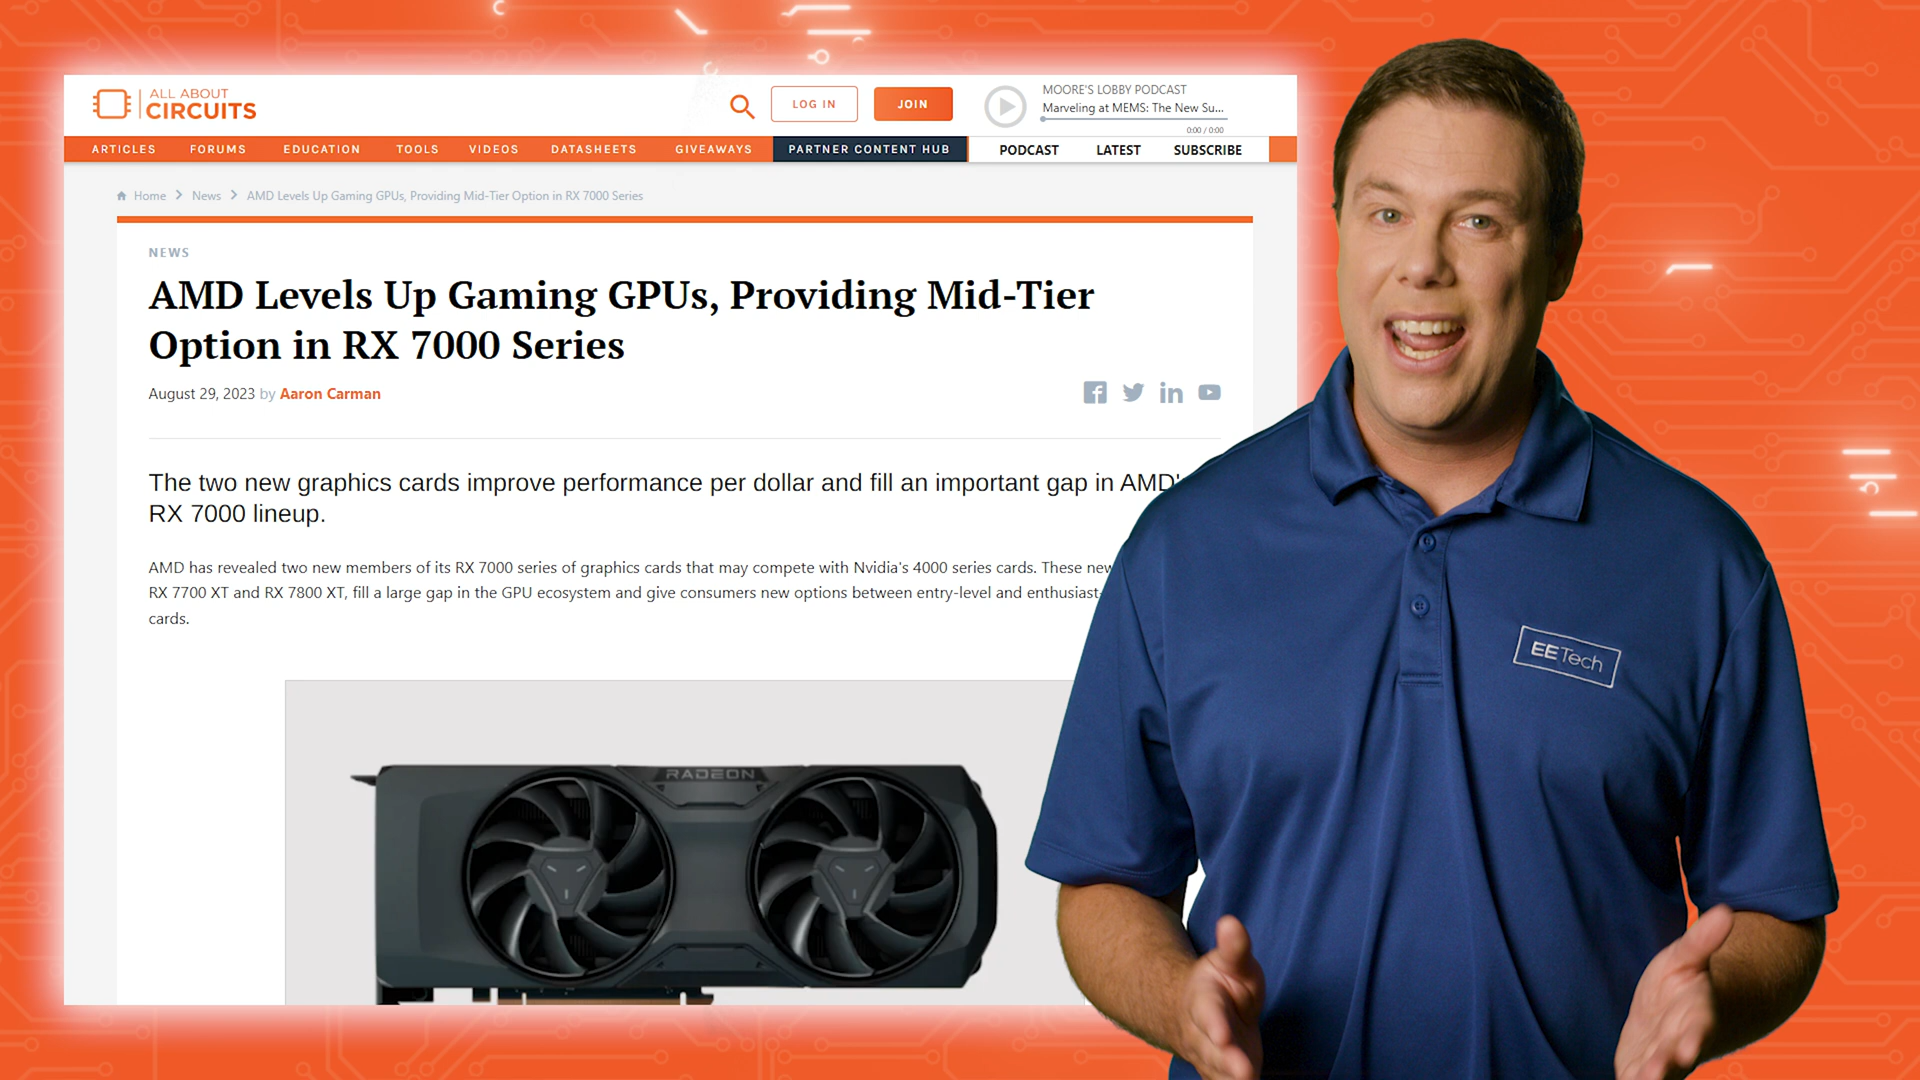 ALL ABOUT
CIRCUITS
LOG IN
JOIN
MOORE'S LOBBY PODCAST
Marveling at MEMS: The New Su...
0:00 / 0:00
ARTICLES FORUMS EDUCATION TOOLS VIDEOS DATASHEETS GIVEAWAYS PARTNER CONTENT HUB PODCAST LATEST SUBSCRIBE
Home News AMD Levels Up Gaming GPUs, Providing Mid-Tier Option in RX 7000 Series
NEWS
AMD Levels Up Gaming GPUs, Providing Mid-Tier
Option in RX 7000 Series
August 29, 2023 by Aaron Carman
The two new graphics cards improve performance per dollar and fill an important gap in AMD'
RX 7000 lineup.
AMD has revealed two new members of its RX 7000 series of graphics cards that may compete with Nvidia's 4000 series cards. These new
RX 7700 XT and RX 7800 XT, fill a large gap in the GPU ecosystem and give consumers new options between entry-level and enthusiast-
cards.
RADEON
EETech